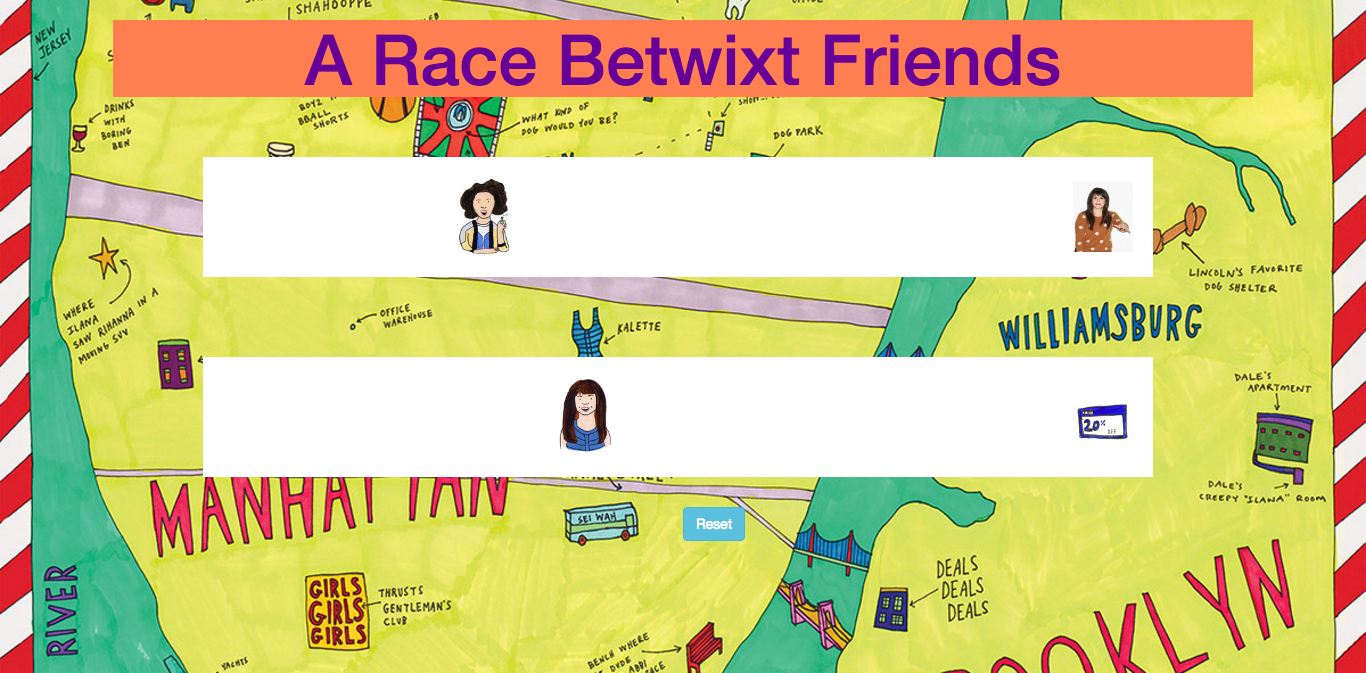 SHAHOOPPE
NEW
JERSEY
A Race Betwixt Friends
DRINKS
WITH
BORING
BEN
BOYZ
BBALL
SHORTS
WHAT KIND OF
DOG WOULD YOU BE?
DOG PARK
LINCOLN'S FAVORITE
DOG SHELTER
WHERE
ILANA
SAW RIHANNA IN A
MOVING SUV
OFFICE
WAREHOUSE
KALETTE
WILLIAMSBURG
DALE'S
APARTMENT
20%
OFF
DALE'S
CREEPY "ILANA" ROOM
MANHATTAN
SEI WAH
Reset
RIVER
GIRLS
GIRLS
GIRLS
THRUSTS
GENTLEMAN'S
CLUB
DEALS
DEALS
DEALS
BENCH WHERE
DUDE ABBI
FACE
YACHTS
OOKLYN